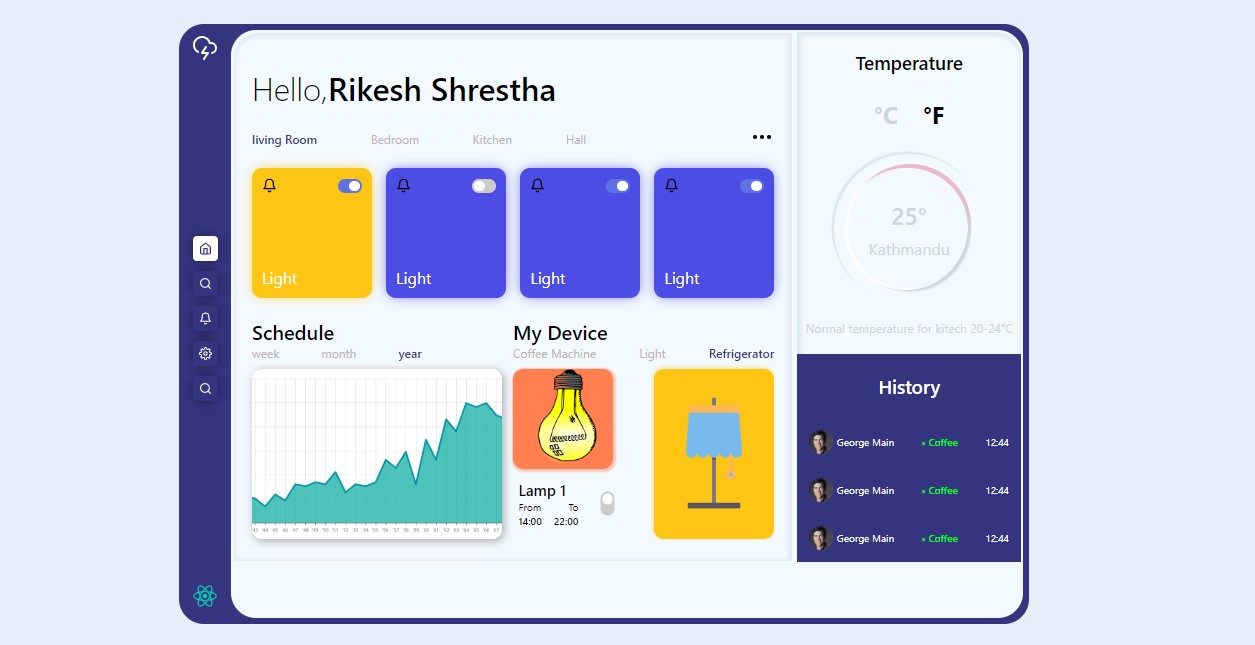 Hello,Rikesh Shrestha
living Room Bedroom Kitchen Hall
Light Light Light Light
Schedule
week month year
My Device
Coffee Machine Light Refrigerator
Lamp 1
From To
14:00 22:00
Temperature
°C °F
25°
Kathmandu
Normal temperature for kitech 20-24°C
History
George Main • Coffee 12:44
George Main • Coffee 12:44
George Main • Coffee 12:44